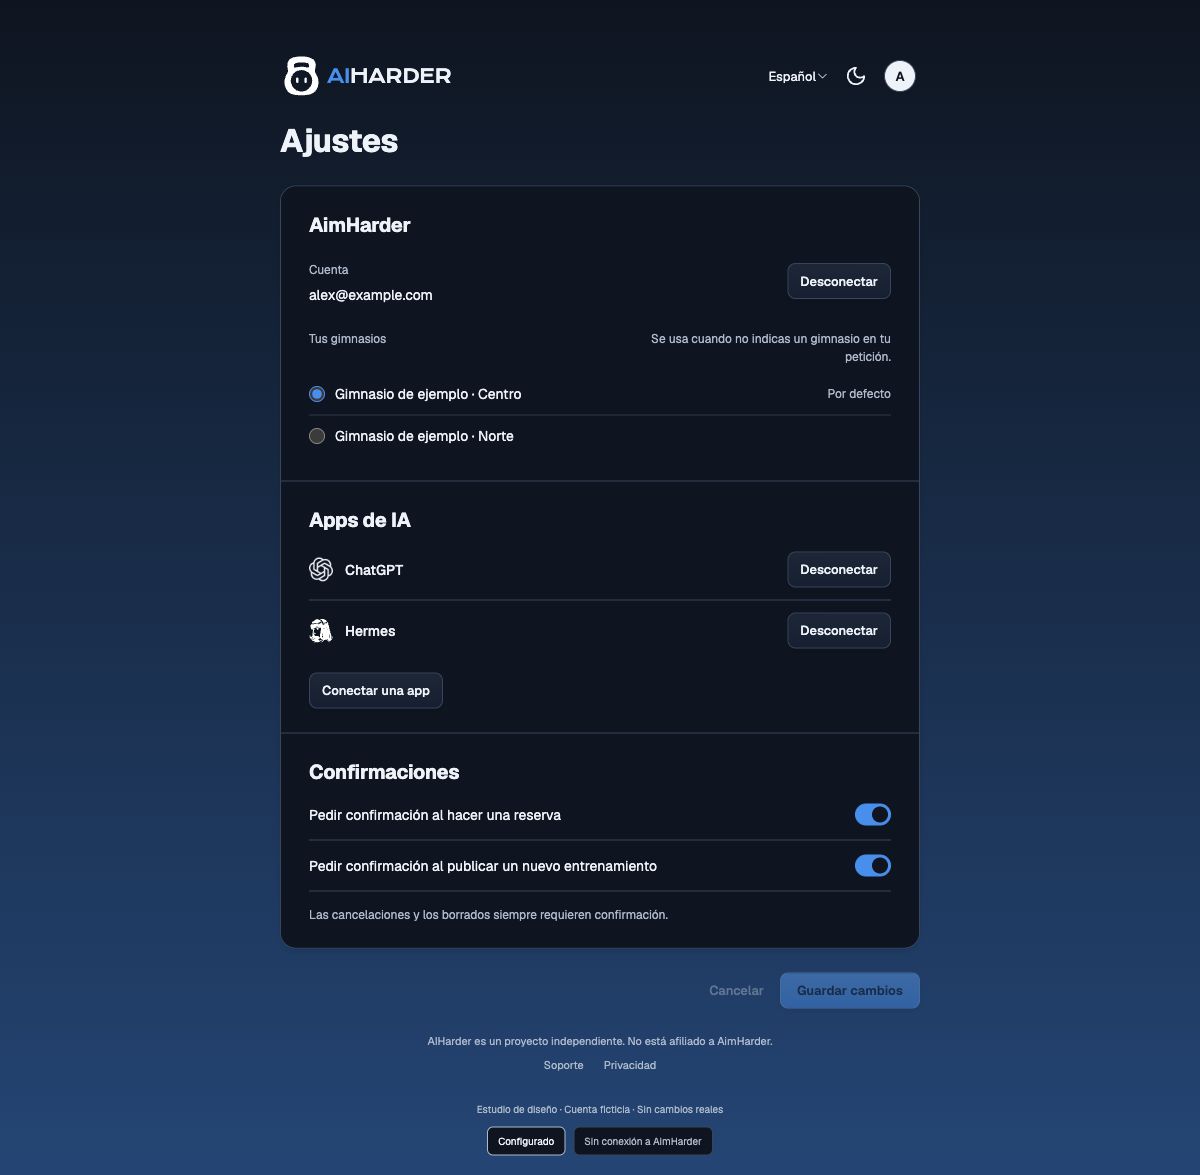 AIHARDER
Español
A
Ajustes
AimHarder
Cuenta
alex@example.com
Desconectar
Tus gimnasios
Se usa cuando no indicas un gimnasio en tu
petición.
Gimnasio de ejemplo · Centro
Por defecto
Gimnasio de ejemplo · Norte
Apps de IA
ChatGPT
Desconectar
Hermes
Desconectar
Conectar una app
Confirmaciones
Pedir confirmación al hacer una reserva
Pedir confirmación al publicar un nuevo entrenamiento
Las cancelaciones y los borrados siempre requieren confirmación.
Cancelar
Guardar cambios
AIHarder es un proyecto independiente. No está afiliado a AimHarder.
Soporte Privacidad
Estudio de diseño · Cuenta ficticia · Sin cambios reales
Configurado
Sin conexión a AimHarder